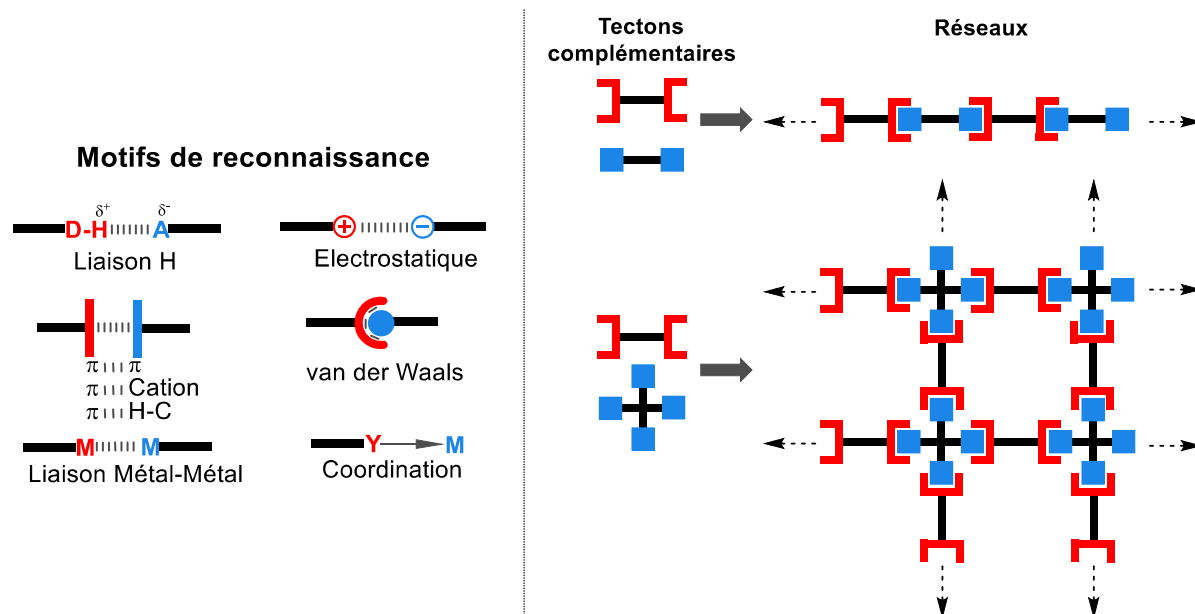 Motifs de reconnaissance
δ+ δ-
D-H A
Liaison H
+ −
Electrostatique
π π
π Cation
π H-C
van der Waals
M M
Liaison Métal-Métal
Y M
Coordination
Tectons
complémentaires
Réseaux